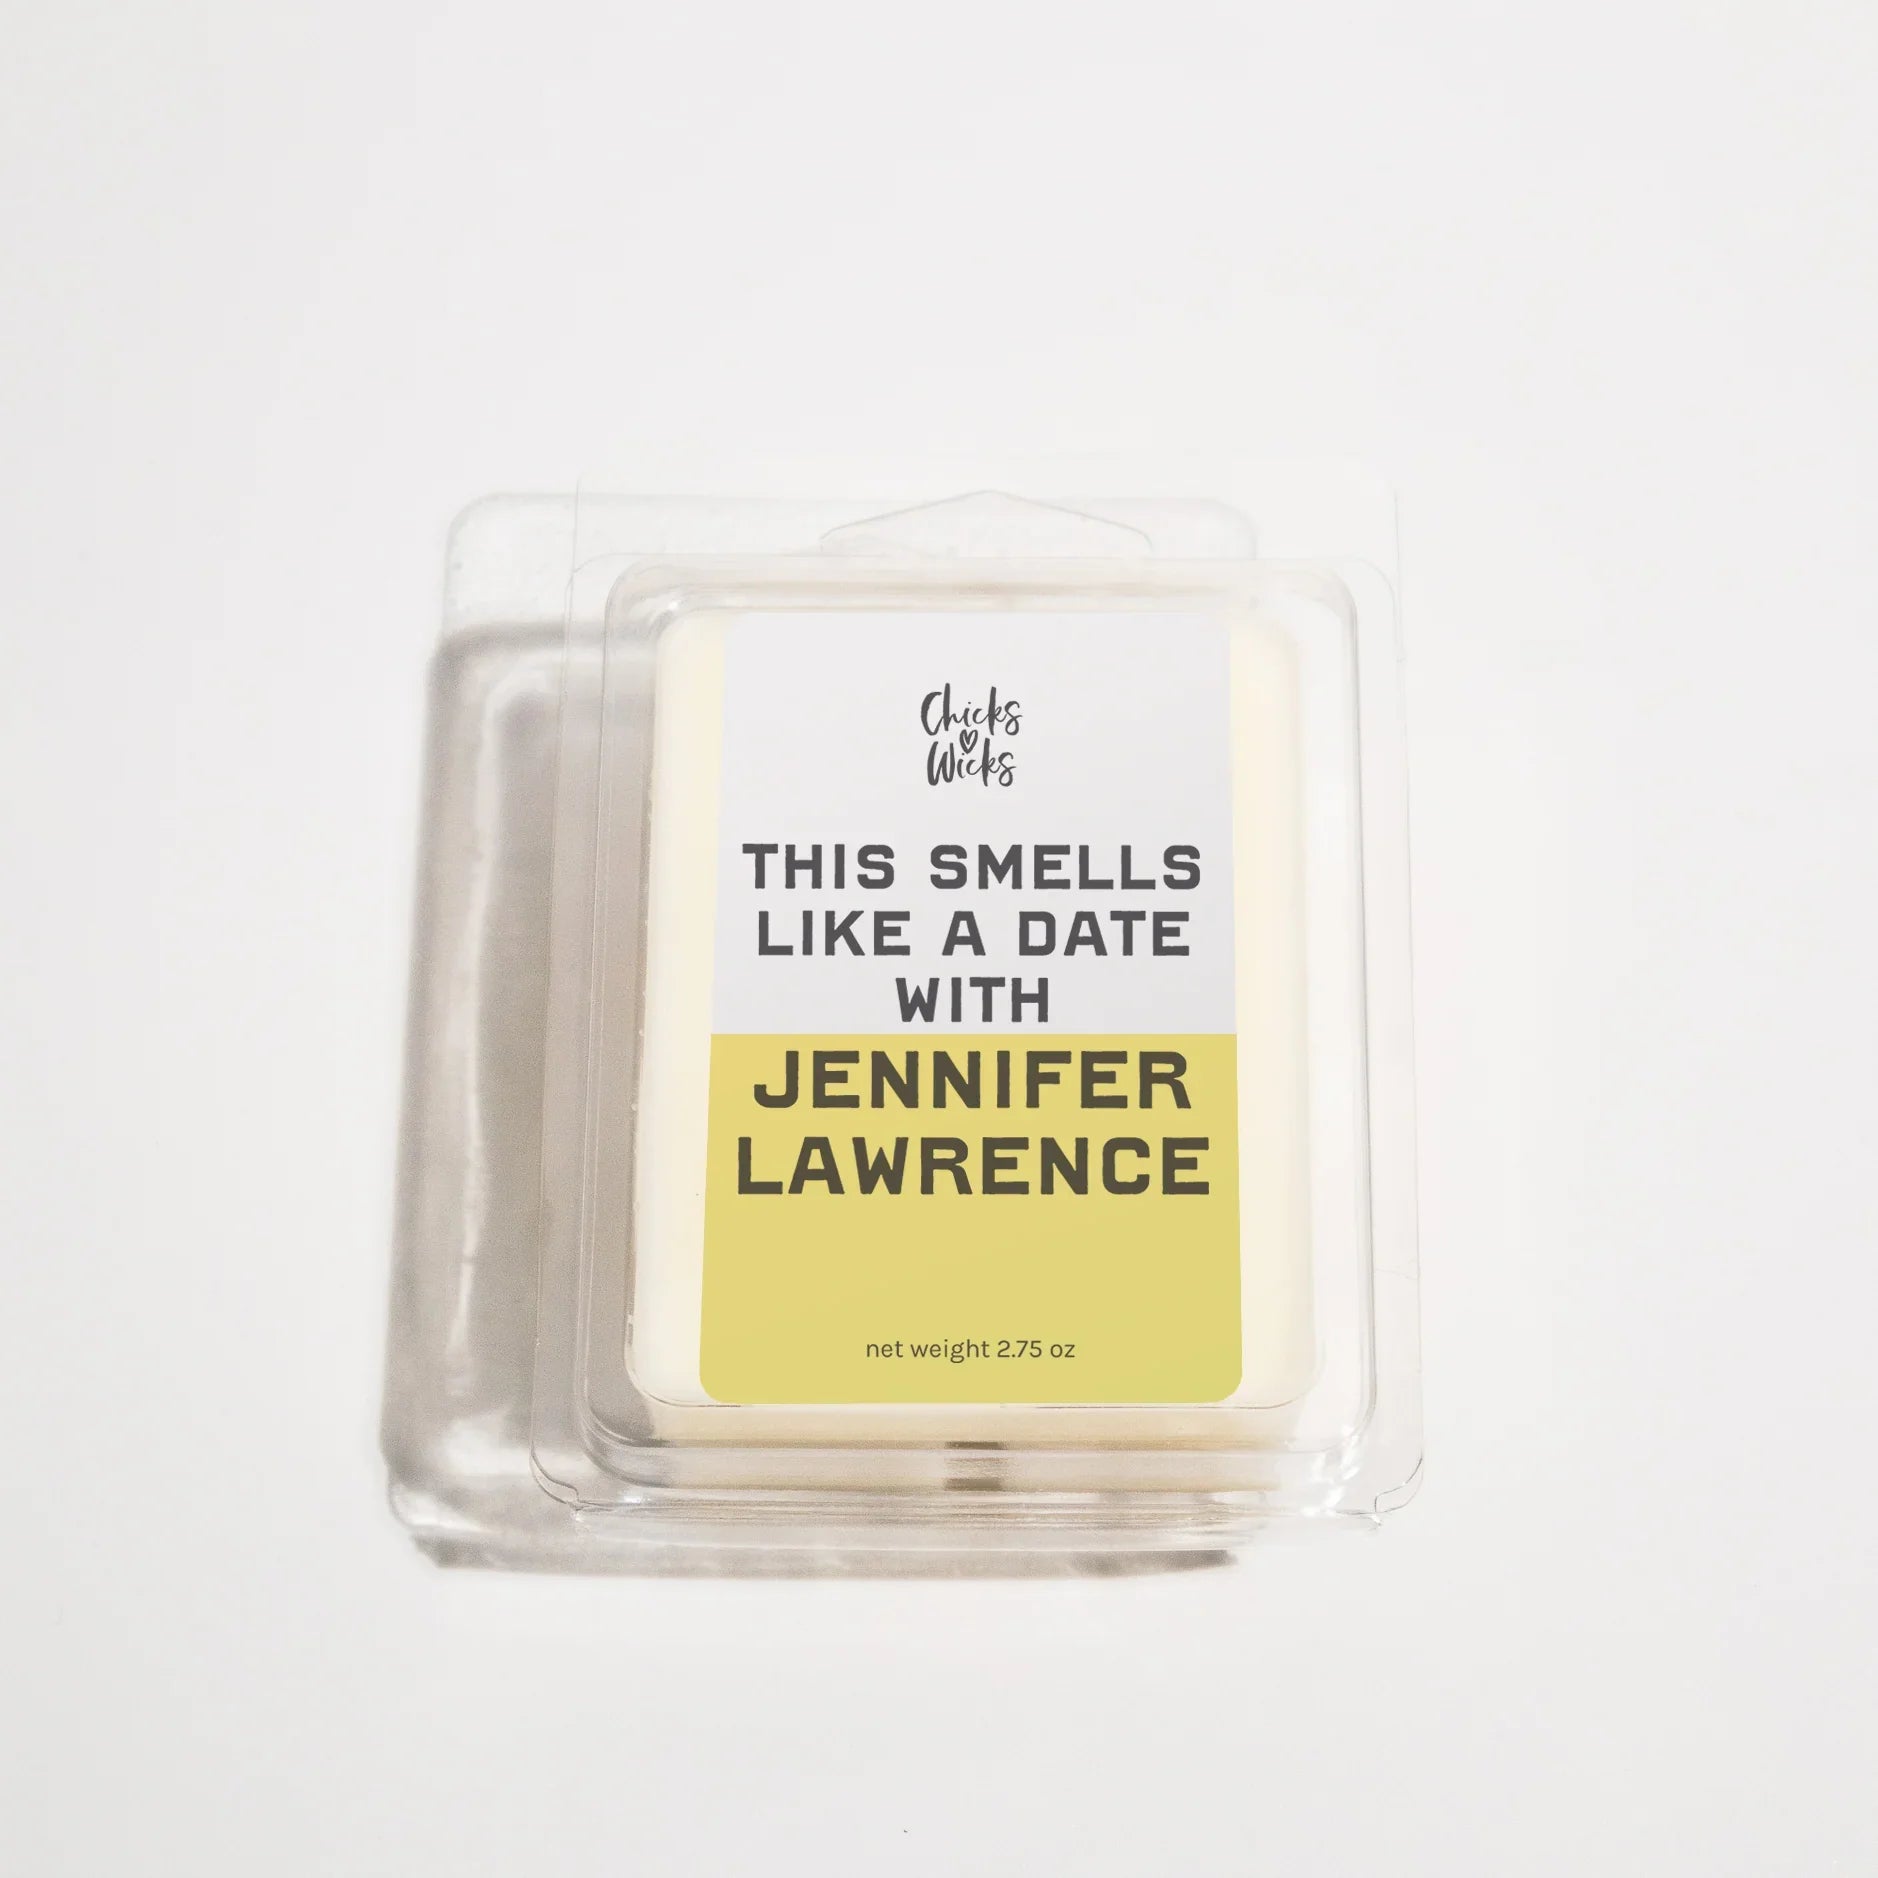 Chicks
Wicks
THIS SMELLS
LIKE A DATE
WITH
JENNIFER
LAWRENCE
net weight 2.75 oz